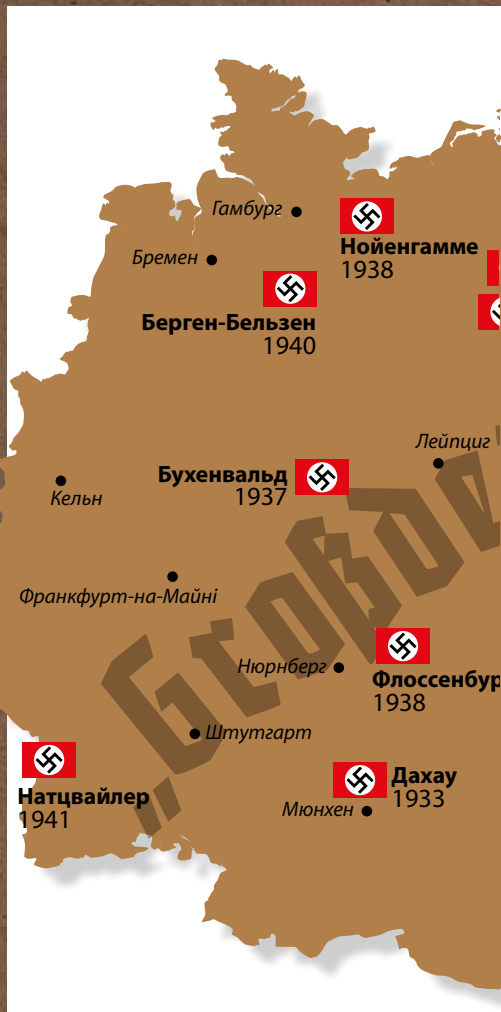 Гамбург
Нойенгамме
1938
Бремен
Берген-Бельзен
1940
Лейпциг
Бухенвальд
1937
Кельн
Франкфурт-на-Майні
Нюрнберг
Флоссенбур
1938
Штутгарт
Натцвайлер
1941
Дахау
1933
Мюнхен
„Großd